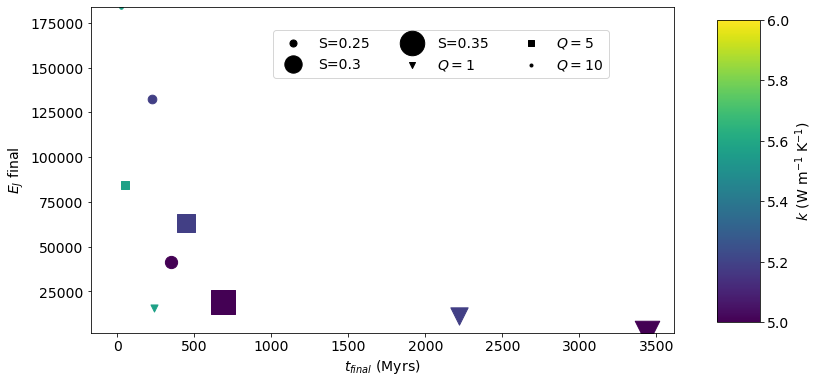 175000
150000
125000
100000
75000
50000
25000
E_J final
S=0.25
S=0.3
S=0.35
Q = 1
Q = 5
Q = 10
0 500 1000 1500 2000 2500 3000 3500
t_{final} (Myrs)
6.0
5.8
5.6
5.4
5.2
5.0
k (W m⁻¹ K⁻¹)